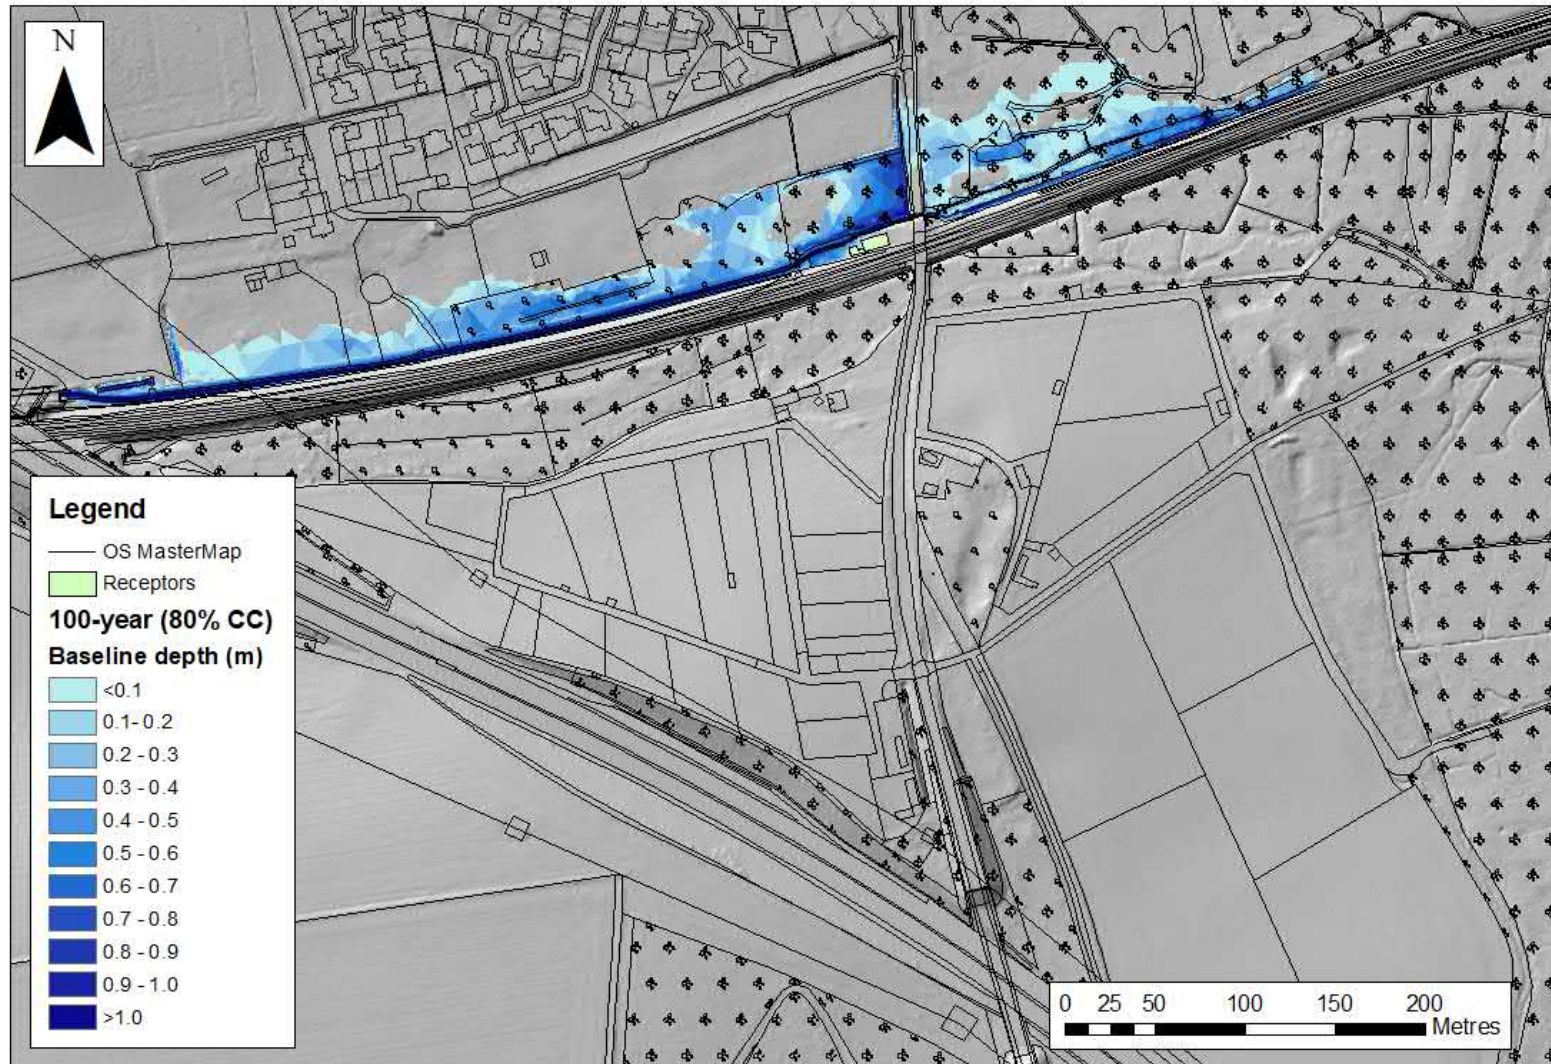 N
Legend
OS MasterMap
Receptors
100-year (80% CC)
Baseline depth (m)
<0.1
0.1- 0.2
0.2 - 0.3
0.3 - 0.4
0.4 - 0.5
0.5 - 0.6
0.6 - 0.7
0.7 - 0.8
0.8 - 0.9
0.9 - 1.0
>1.0
0 25 50 100 150 200
Metres